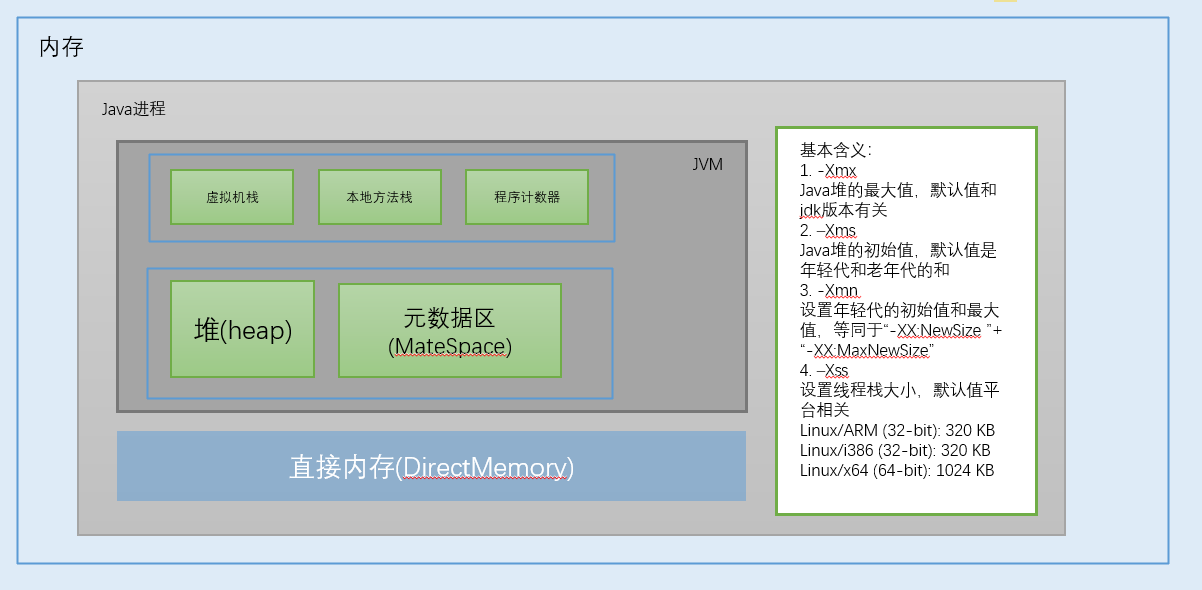 内存
Java进程
JVM
虚拟机栈
本地方法栈
程序计数器
堆(heap)
元数据区
(MateSpace)
直接内存(DirectMemory)
基本含义：
1. -Xmx
Java堆的最大值，默认值和
jdk版本有关
2. –Xms
Java堆的初始值，默认值是
年轻代和老年代的和
3. -Xmn
设置年轻代的初始值和最大
值，等同于“-XX:NewSize ”+
“-XX:MaxNewSize”
4. –Xss
设置线程栈大小，默认值平
台相关
Linux/ARM (32-bit): 320 KB
Linux/i386 (32-bit): 320 KB
Linux/x64 (64-bit): 1024 KB